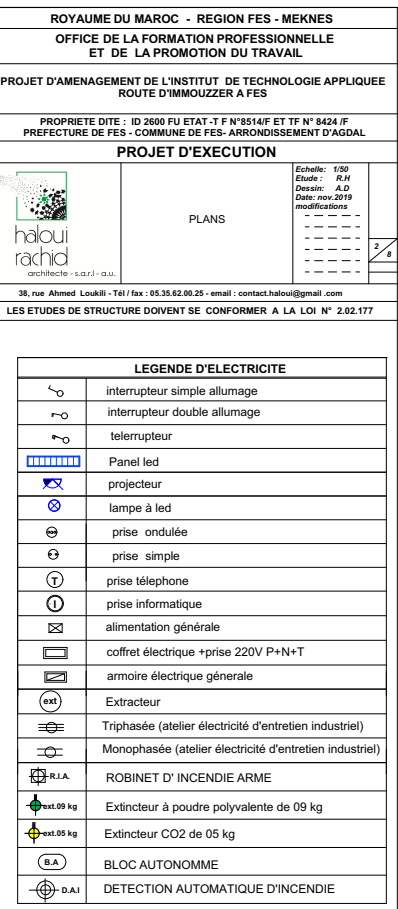 ROYAUME DU MAROC - REGION FES - MEKNES
OFFICE DE LA FORMATION PROFESSIONNELLE
ET DE LA PROMOTION DU TRAVAIL
PROJET D'AMENAGEMENT DE L'INSTITUT DE TECHNOLOGIE APPLIQUEE
ROUTE D'IMMOUZZER A FES
PROPRIETE DITE : ID 2600 FU ETAT -T F N°8514/F ET TF N° 8424 /F
PREFECTURE DE FES - COMMUNE DE FES- ARRONDISSEMENT D'AGDAL
PROJET D'EXECUTION
haloui
rachid
architecte - s.a.r.l - a.u.
PLANS
Echelle: 1/50
Etude : R.H
Dessin: A.D
Date: nov.2019
modifications
2 / 8
38, rue Ahmed Loukili - Tél / fax : 05.35.62.00.25 - email : contact.haloui@gmail .com
LES ETUDES DE STRUCTURE DOIVENT SE CONFORMER A LA LOI N° 2.02.177
LEGENDE D'ELECTRICITE
interrupteur simple allumage
interrupteur double allumage
telerrupteur
Panel led
projecteur
lampe à led
prise ondulée
prise simple
T prise télephone
I prise informatique
alimentation générale
coffret électrique +prise 220V P+N+T
armoire électrique génerale
ext Extracteur
Triphasée (atelier électricité d'entretien industriel)
Monophasée (atelier électricité d'entretien industriel)
R.I.A. ROBINET D' INCENDIE ARME
ext.09 kg Extincteur à poudre polyvalente de 09 kg
ext.05 kg Extincteur CO2 de 05 kg
B.A BLOC AUTONOMME
D.A.I DETECTION AUTOMATIQUE D'INCENDIE